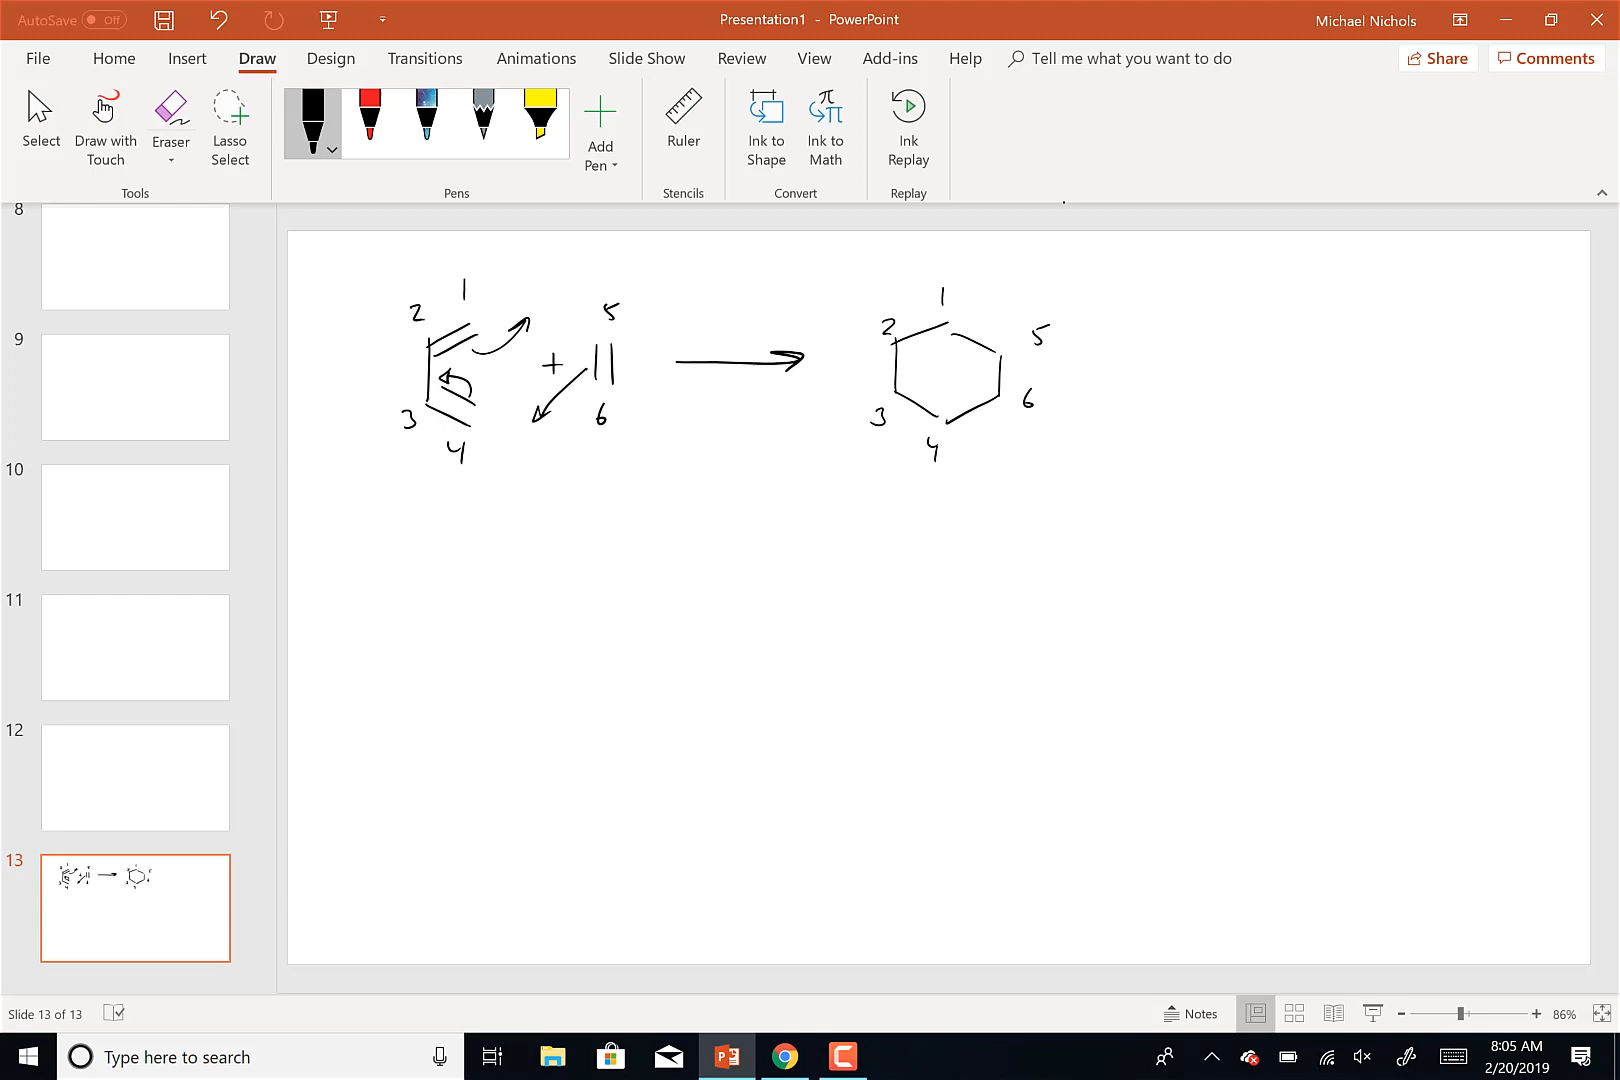 AutoSave Off
Presentation1 - PowerPoint
Michael Nichols
File Home Insert Draw Design Transitions Animations Slide Show Review View Add-ins Help Tell me what you want to do
Share Comments
Select
Draw with Touch
Eraser
Lasso Select
Add Pen
Ruler
Ink to Shape
Ink to Math
Ink Replay
Tools Pens Stencils Convert Replay
8
9
10
11
12
13
1
2 5
+
3 6
4
1
2 5
3 6
4
Slide 13 of 13
Notes
86%
Type here to search
8:05 AM
2/20/2019